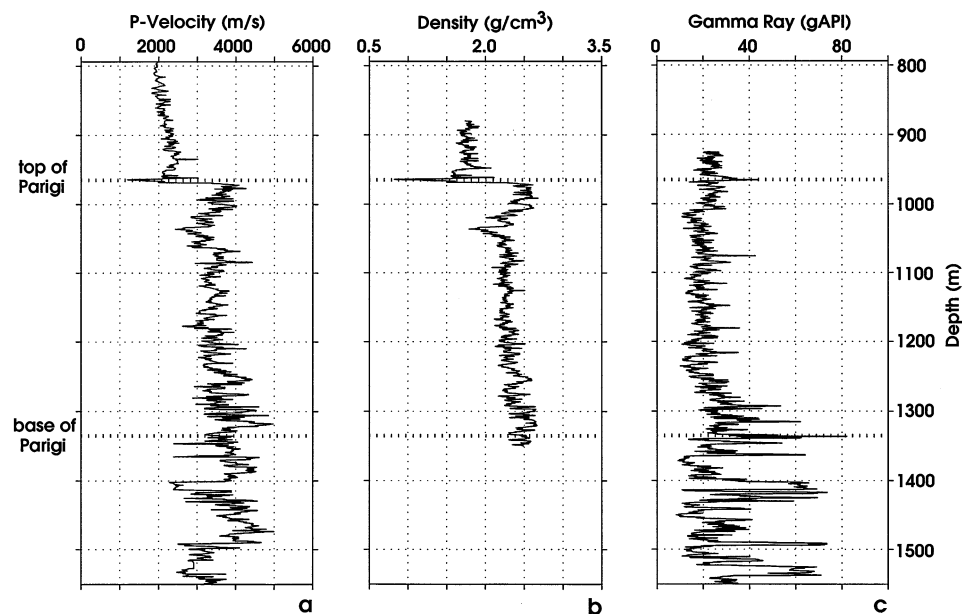 P-Velocity (m/s)
0 2000 4000 6000
Density (g/cm³)
0.5 2.0 3.5
Gamma Ray (gAPI)
0 40 80
top of
Parigi
base of
Parigi
800
900
1000
1100
1200
1300
1400
1500
Depth (m)
a
b
c